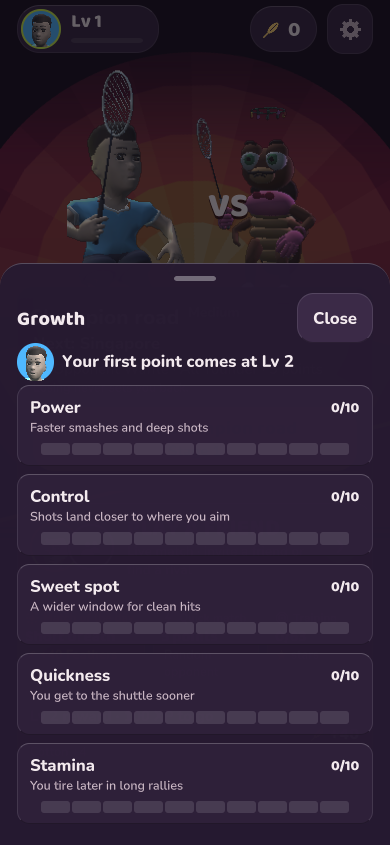 Lv 1
0
VS
Growth
Close
Your first point comes at Lv 2
Power
0/10
Faster smashes and deep shots
Control
0/10
Shots land closer to where you aim
Sweet spot
0/10
A wider window for clean hits
Quickness
0/10
You get to the shuttle sooner
Stamina
0/10
You tire later in long rallies